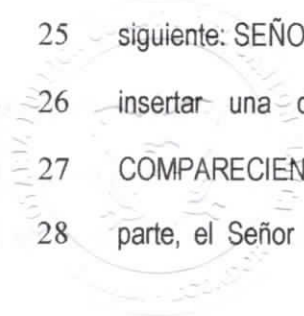 25 siguiente: SEÑO
26 insertar una
27 COMPARECIEN
28 parte, el Señor